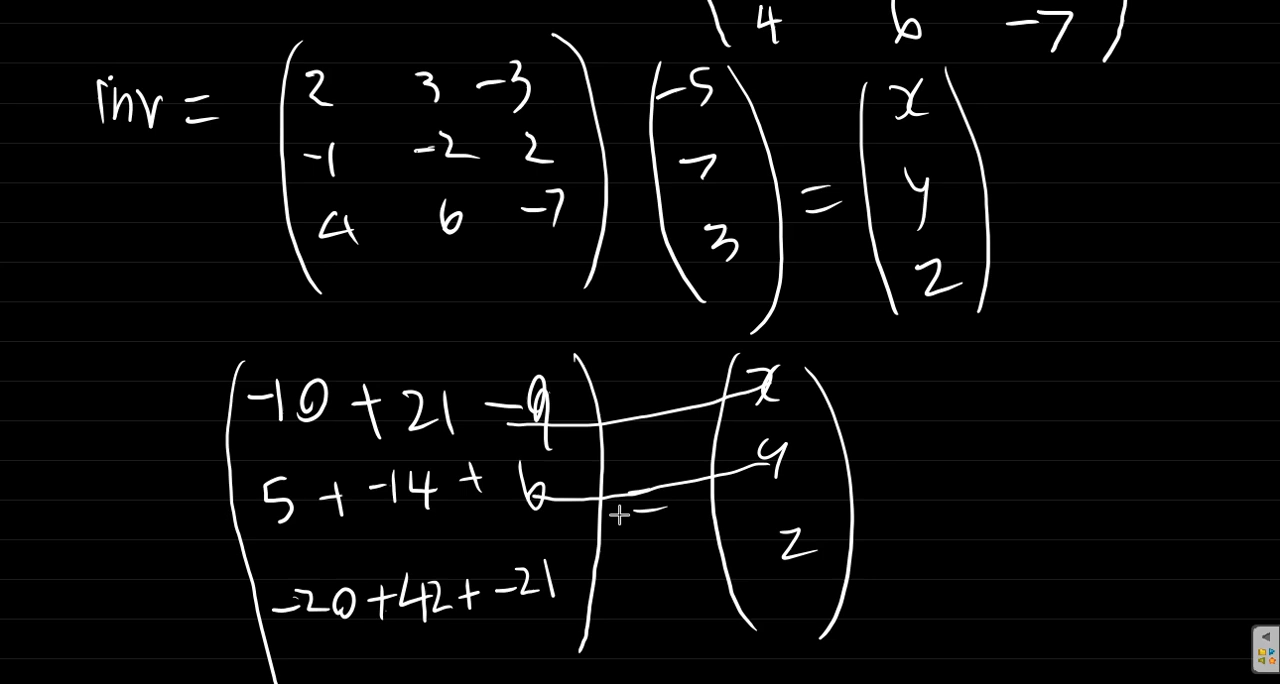 4 6 -7
inv = ( 2 3 -3 ) ( -5 ) ( x )
( -1 -2 2 ) ( 7 ) = ( y )
( 4 6 -7 ) ( 3 ) ( z )
( -10 + 21 -9 ) ( x )
( 5 + -14 + 6 ) = ( y )
( -20 + 42 + -21 ) ( z )